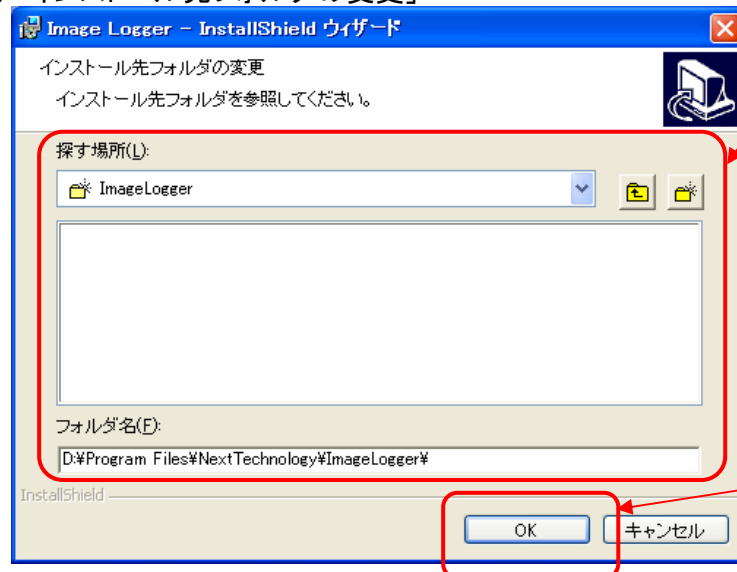 Image Logger - InstallShield ウィザード
インストール先フォルダの変更
インストール先フォルダを参照してください。
探す場所(L):
ImageLogger
フォルダ名(F):
D:¥Program Files¥NextTechnology¥ImageLogger¥
InstallShield
OK
キャンセル